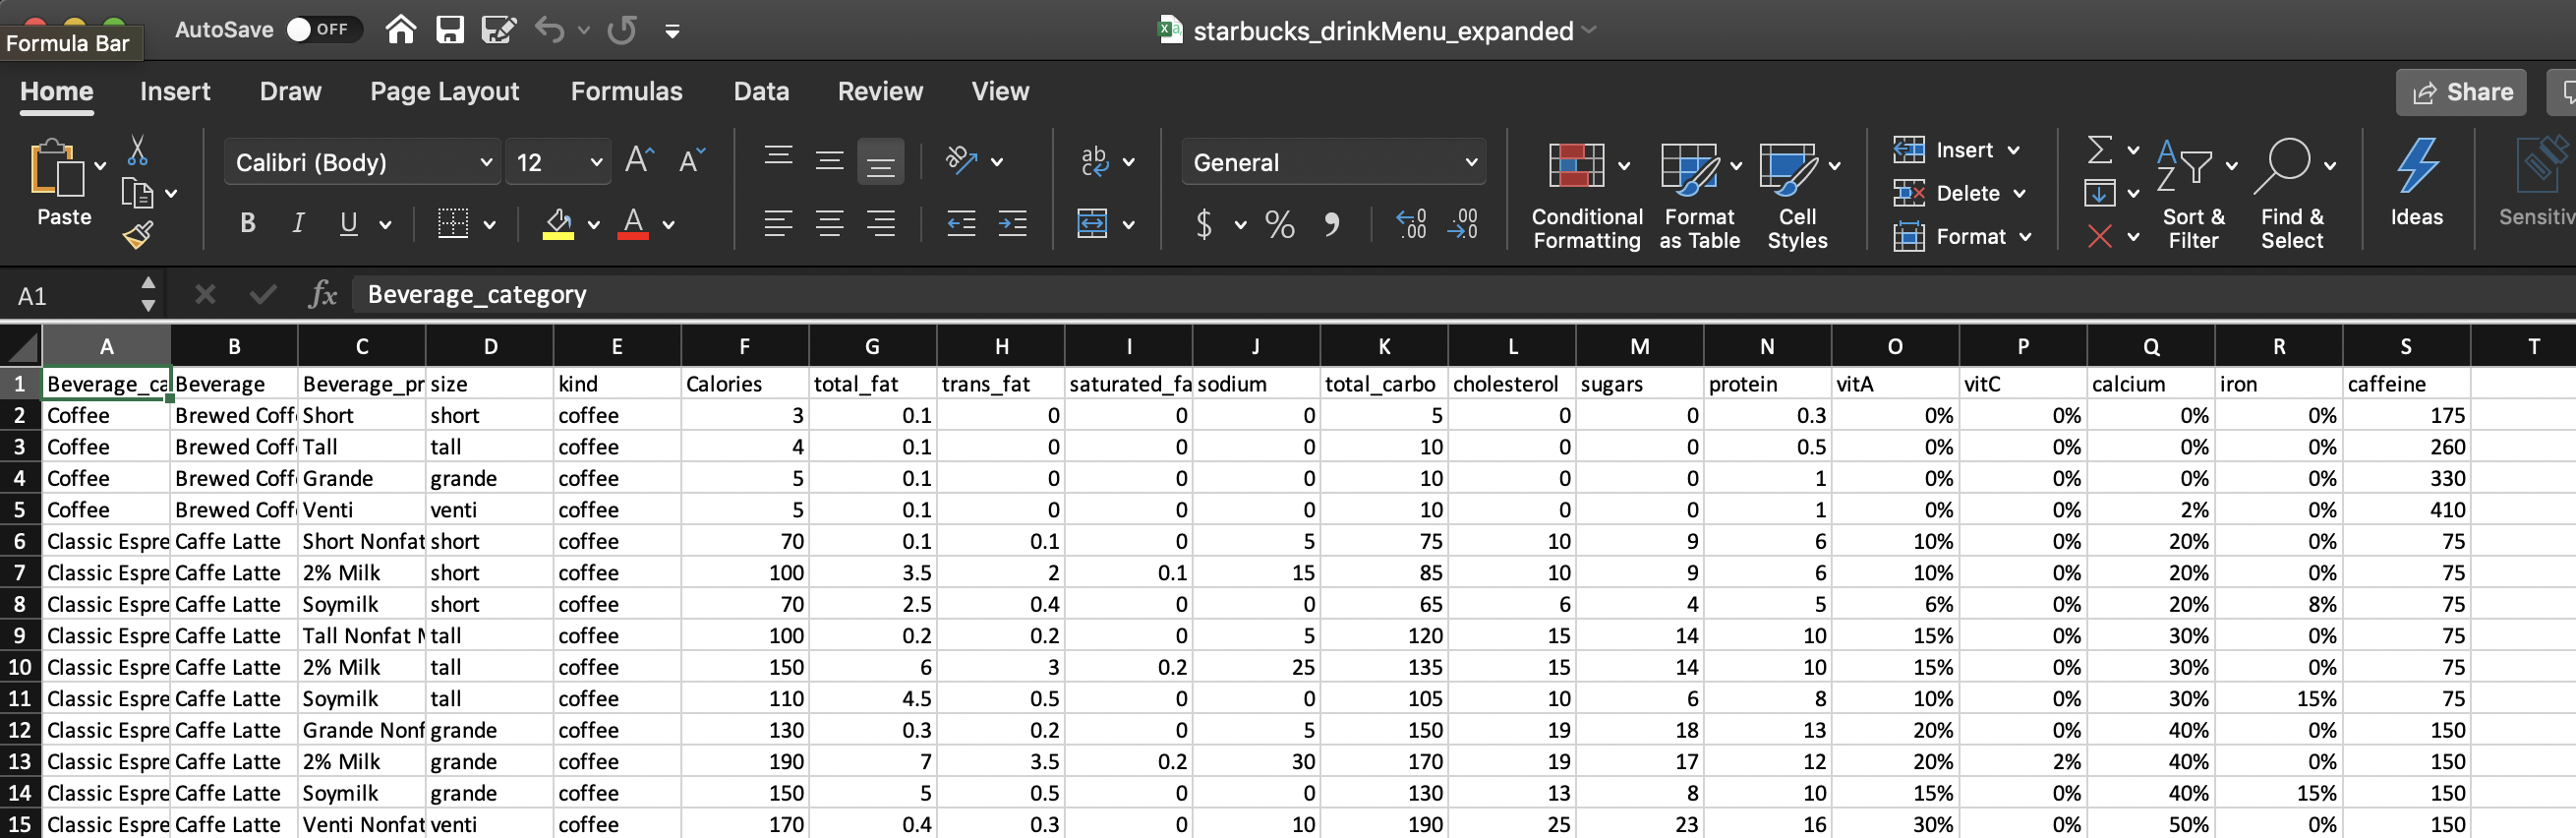 Formula Bar AutoSave OFF starbucks_drinkMenu_expanded
Home Insert Draw Page Layout Formulas Data Review View Share
Paste Calibri (Body) 12 General Conditional Formatting Format as Table Cell Styles Insert Delete Format Sort & Filter Find & Select Ideas Sensitiv
A1 fx Beverage_category
A B C D E F G H I J K L M N O P Q R S T
1 Beverage_ca Beverage Beverage_pr size kind Calories total_fat trans_fat saturated_fa sodium total_carbo cholesterol sugars protein vitA vitC calcium iron caffeine
2 Coffee Brewed Coff Short short coffee 3 0.1 0 0 0 5 0 0 0.3 0% 0% 0% 0% 175
3 Coffee Brewed Coff Tall tall coffee 4 0.1 0 0 0 10 0 0 0.5 0% 0% 0% 0% 260
4 Coffee Brewed Coff Grande grande coffee 5 0.1 0 0 0 10 0 0 1 0% 0% 0% 0% 330
5 Coffee Brewed Coff Venti venti coffee 5 0.1 0 0 0 10 0 0 1 0% 0% 2% 0% 410
6 Classic Espre Caffe Latte Short Nonfat short coffee 70 0.1 0.1 0 5 75 10 9 6 10% 0% 20% 0% 75
7 Classic Espre Caffe Latte 2% Milk short coffee 100 3.5 2 0.1 15 85 10 9 6 10% 0% 20% 0% 75
8 Classic Espre Caffe Latte Soymilk short coffee 70 2.5 0.4 0 0 65 6 4 5 6% 0% 20% 8% 75
9 Classic Espre Caffe Latte Tall Nonfat M tall coffee 100 0.2 0.2 0 5 120 15 14 10 15% 0% 30% 0% 75
10 Classic Espre Caffe Latte 2% Milk tall coffee 150 6 3 0.2 25 135 15 14 10 15% 0% 30% 0% 75
11 Classic Espre Caffe Latte Soymilk tall coffee 110 4.5 0.5 0 0 105 10 6 8 10% 0% 30% 15% 75
12 Classic Espre Caffe Latte Grande Nonf grande coffee 130 0.3 0.2 0 5 150 19 18 13 20% 0% 40% 0% 150
13 Classic Espre Caffe Latte 2% Milk grande coffee 190 7 3.5 0.2 30 170 19 17 12 20% 2% 40% 0% 150
14 Classic Espre Caffe Latte Soymilk grande coffee 150 5 0.5 0 0 130 13 8 10 15% 0% 40% 15% 150
15 Classic Espre Caffe Latte Venti Nonfat venti coffee 170 0.4 0.3 0 10 190 25 23 16 30% 0% 50% 0% 150